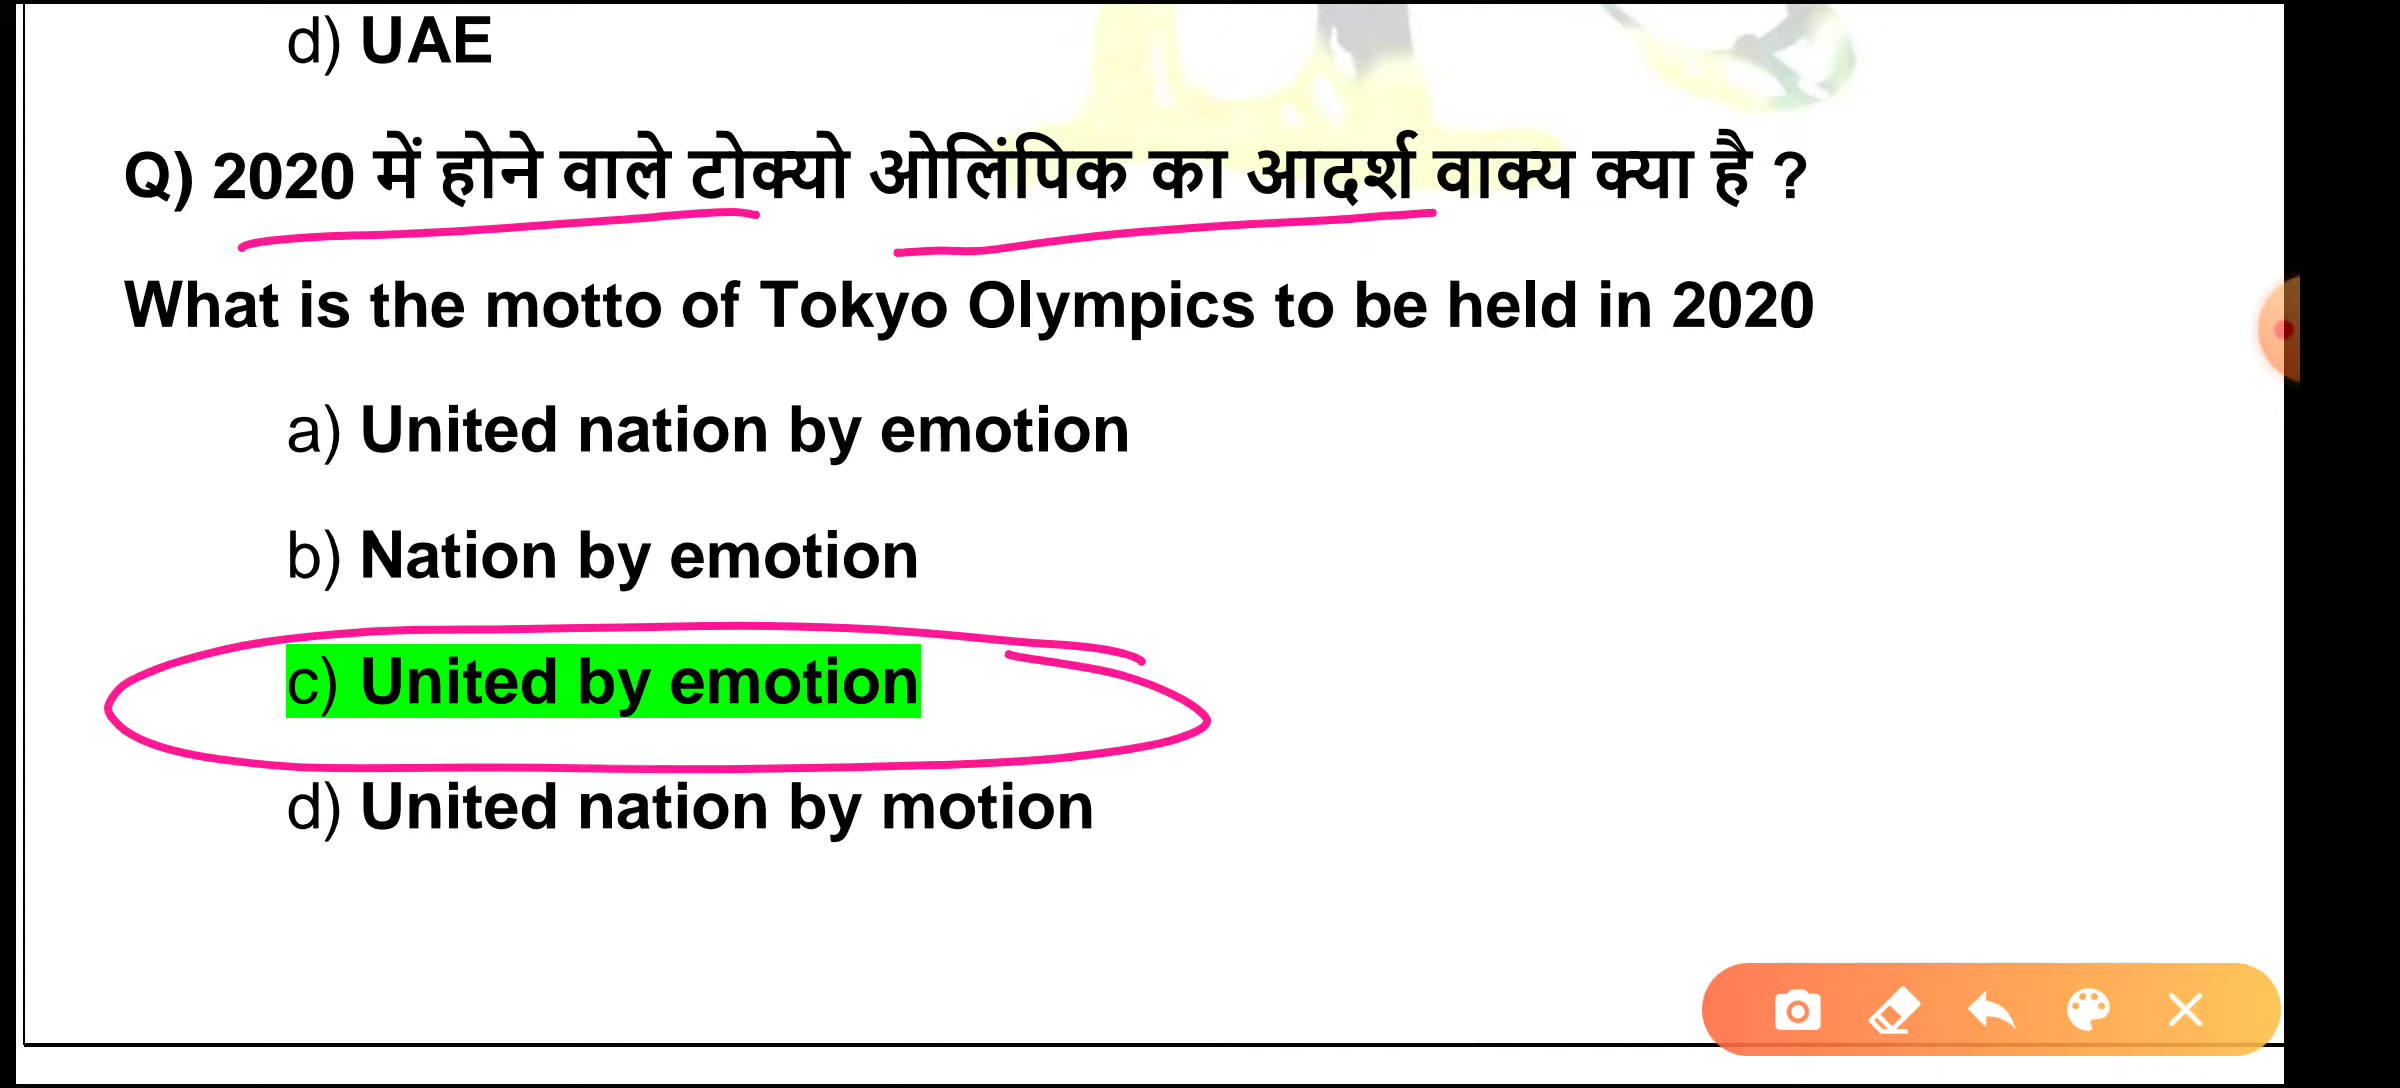 d) UAE
Q) 2020 में होने वाले टोक्यो ओलिंपिक का आदर्श वाक्य क्या है ?
What is the motto of Tokyo Olympics to be held in 2020
a) United nation by emotion
b) Nation by emotion
c) United by emotion
d) United nation by motion